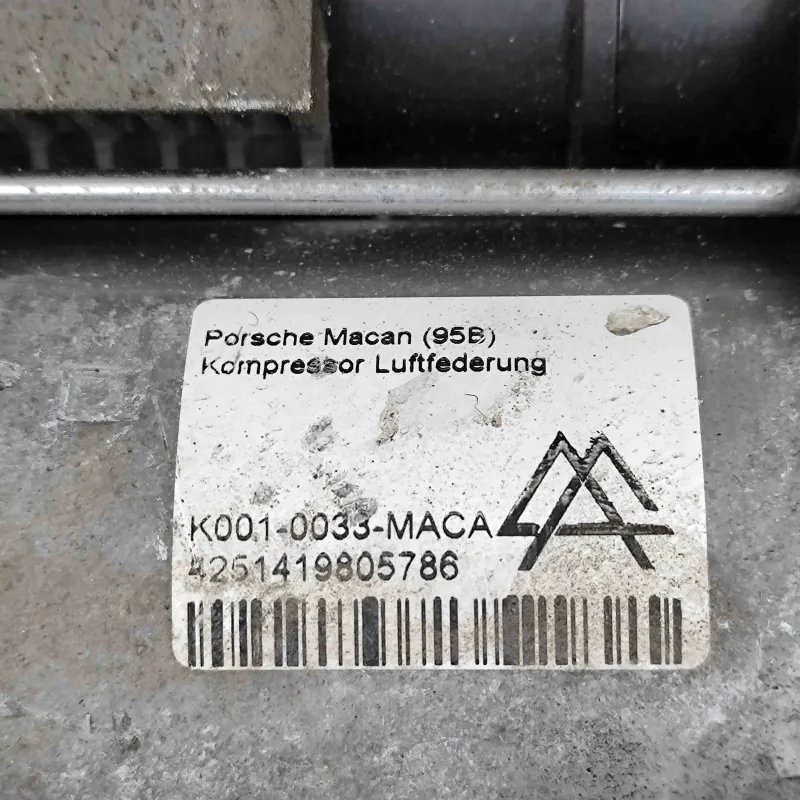 Porsche Macan (95B)
Kompressor Luftfederung
K001-0033-MACA
4251419805786